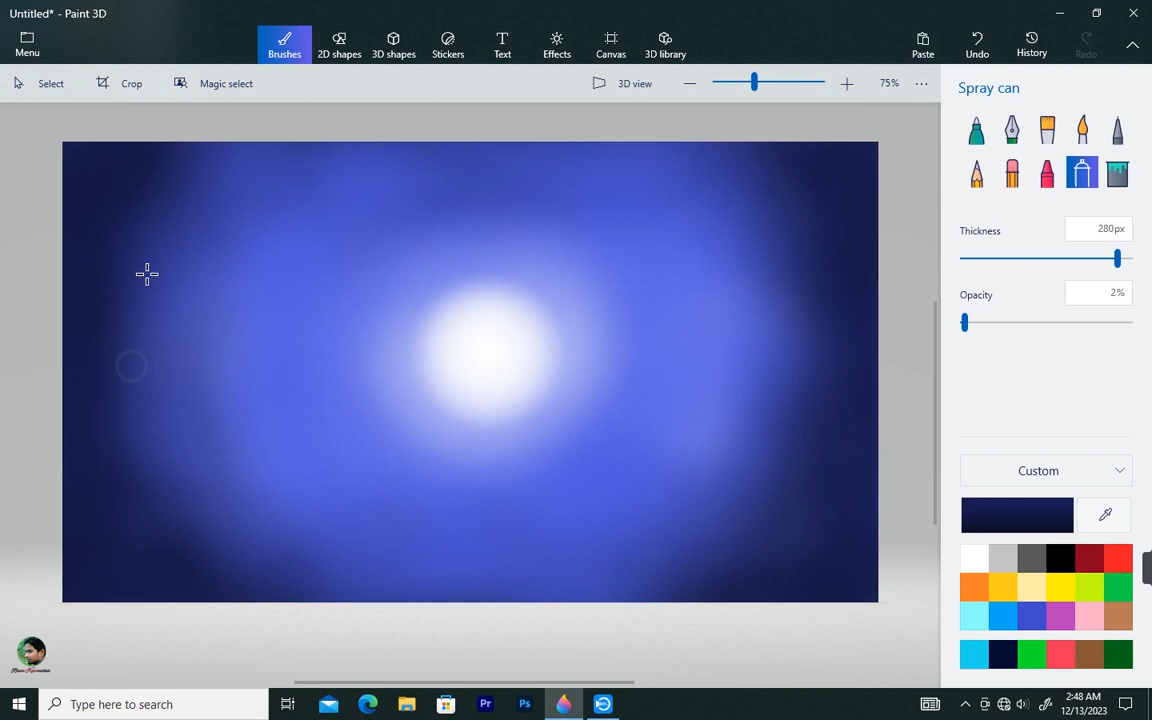 Untitled* - Paint 3D
Menu
Brushes
2D shapes
3D shapes
Stickers
Text
Effects
Canvas
3D library
Paste
Undo
History
Redo
Select
Crop
Magic select
3D view
75%
Spray can
Thickness
280px
Opacity
2%
Custom
Type here to search
Pr
Ps
2:48 AM
12/13/2023